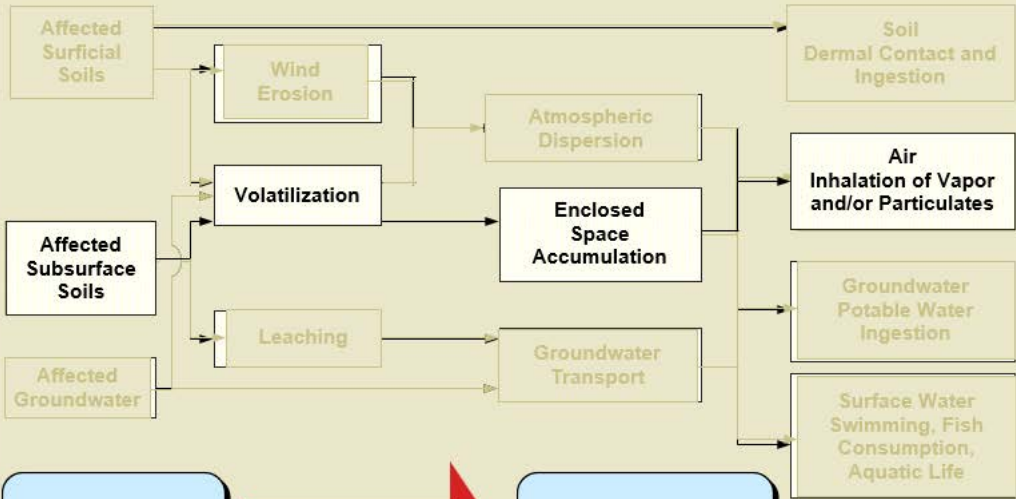 Affected
Surficial
Soils
Wind
Erosion
Soil
Dermal Contact and
Ingestion
Atmospheric
Dispersion
Volatilization
Air
Inhalation of Vapor
and/or Particulates
Enclosed
Space
Accumulation
Affected
Subsurface
Soils
Leaching
Groundwater
Potable Water
Ingestion
Groundwater
Transport
Affected
Groundwater
Surface Water
Swimming, Fish
Consumption,
Aquatic Life